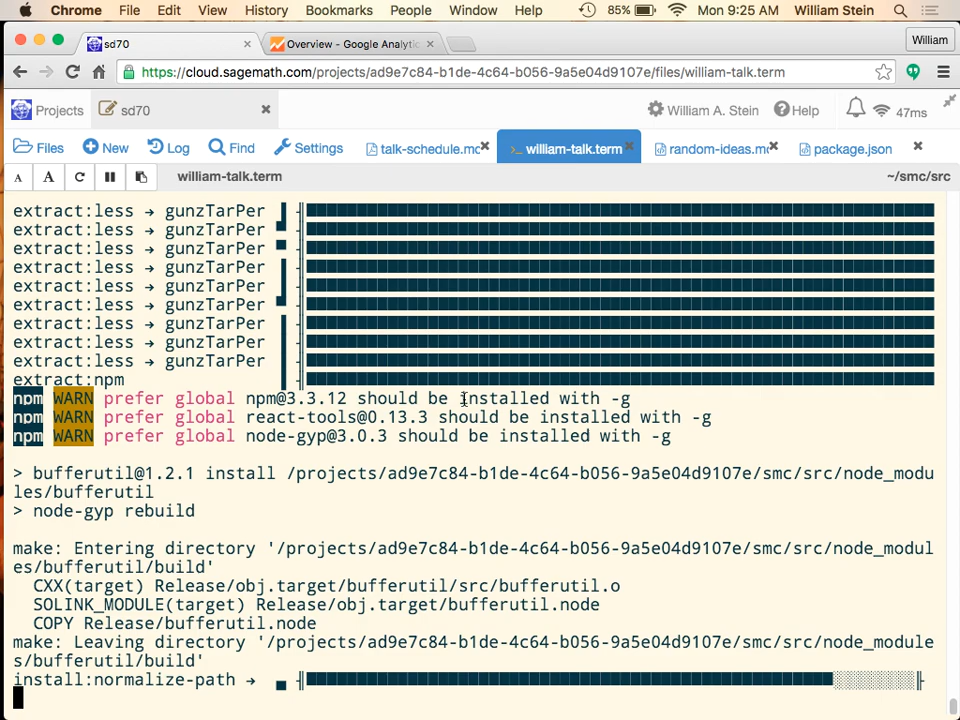 Chrome File Edit View History Bookmarks People Window Help 85% Mon 9:25 AM William Stein
sd70 Overview - Google Analytic William
https://cloud.sagemath.com/projects/ad9e7c84-b1de-4c64-b056-9a5e04d9107e/files/william-talk.term
Projects sd70 William A. Stein Help 47ms
Files New Log Find Settings talk-schedule.mc william-talk.term random-ideas.m package.json
A A william-talk.term ~/smc/src
extract:less → gunzTarPer
extract:less → gunzTarPer
extract:less → gunzTarPer
extract:less → gunzTarPer
extract:less → gunzTarPer
extract:less → gunzTarPer
extract:less → gunzTarPer
extract:less → gunzTarPer
extract:less → gunzTarPer
extract:npm
npm WARN prefer global npm@3.3.12 should be installed with -g
npm WARN prefer global react-tools@0.13.3 should be installed with -g
npm WARN prefer global node-gyp@3.0.3 should be installed with -g
> bufferutil@1.2.1 install /projects/ad9e7c84-b1de-4c64-b056-9a5e04d9107e/smc/src/node_modu
les/bufferutil
> node-gyp rebuild
make: Entering directory '/projects/ad9e7c84-b1de-4c64-b056-9a5e04d9107e/smc/src/node_modul
es/bufferutil/build'
CXX(target) Release/obj.target/bufferutil/src/bufferutil.o
SOLINK_MODULE(target) Release/obj.target/bufferutil.node
COPY Release/bufferutil.node
make: Leaving directory '/projects/ad9e7c84-b1de-4c64-b056-9a5e04d9107e/smc/src/node_module
s/bufferutil/build'
install:normalize-path →